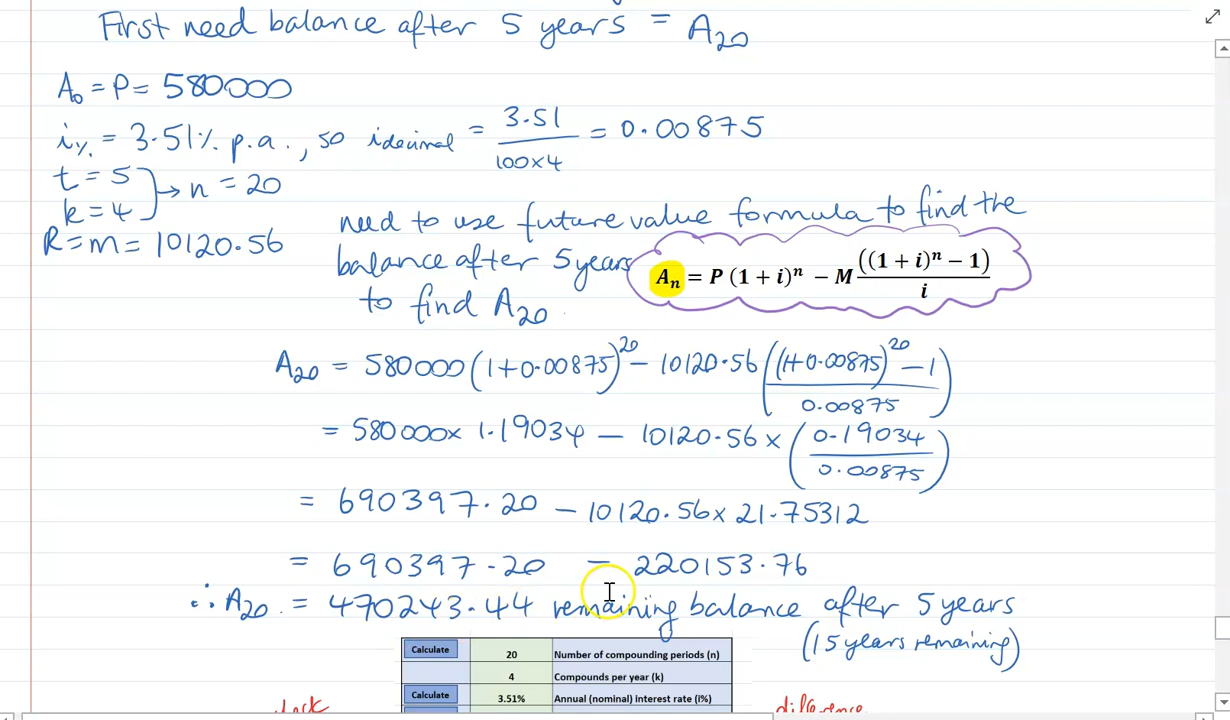 First need balance after 5 years = A₂₀
A₀ = P = 580000
i% = 3.51% p.a., so idecimal = 3.51 / 100×4 = 0.00875
t = 5
k = 4 → n = 20
R = m = 10120.56
need to use future value formula to find the
balance after 5 years
to find A₂₀
Aₙ = P (1 + i)ⁿ − M ((1 + i)ⁿ − 1) / i
A₂₀ = 580000(1+0.00875)²⁰ − 10120.56 ((1+0.00875)²⁰ − 1 / 0.00875)
= 580000 × 1.19034 − 10120.56 × (0.19034 / 0.00875)
= 690397.20 − 10120.56 × 21.75312
= 690397.20 − 220153.76
∴ A₂₀ = 470243.44 remaining balance after 5 years
(15 years remaining)
Calculate 20 Number of compounding periods (n)
4 Compounds per year (k)
Calculate 3.51% Annual (nominal) interest rate (i%)
difference